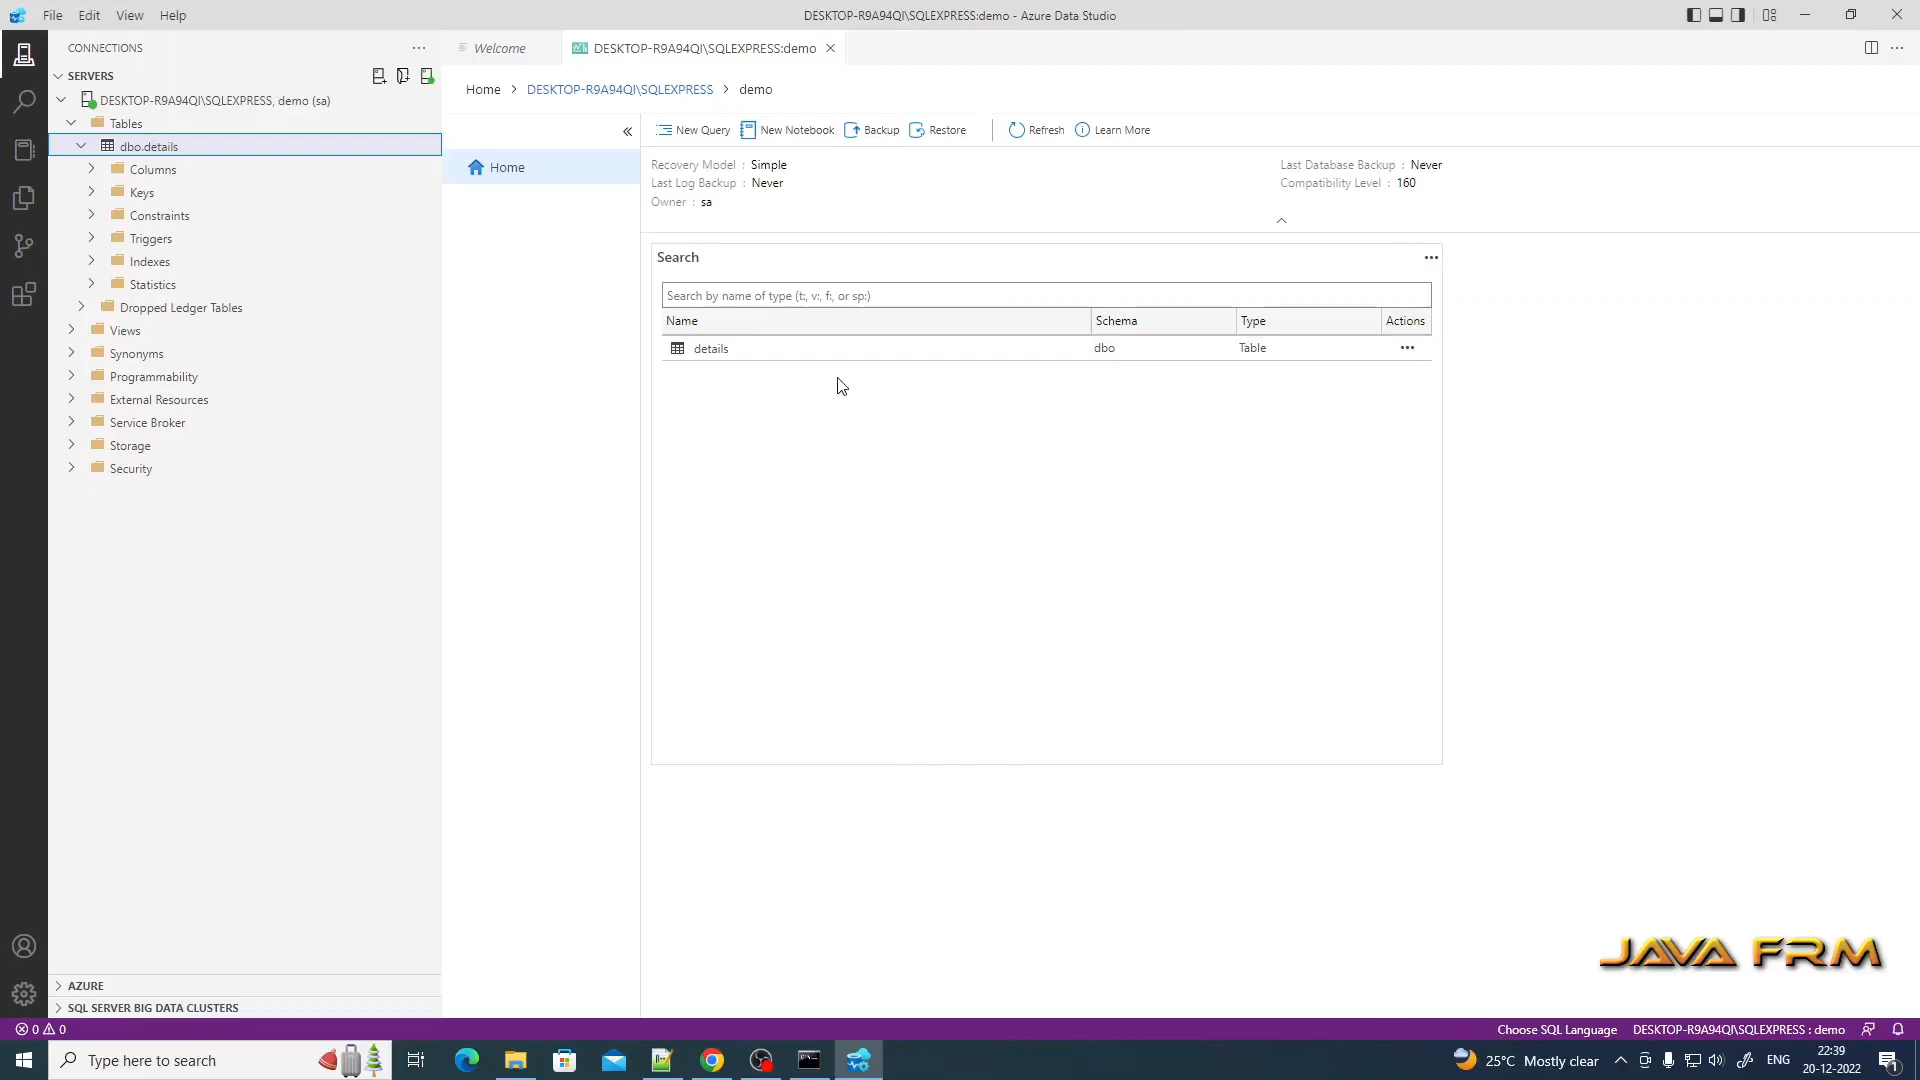 File Edit View Help
DESKTOP-R9A94QI\SQLEXPRESS:demo - Azure Data Studio
CONNECTIONS
Welcome
DESKTOP-R9A94QI\SQLEXPRESS:demo
SERVERS
DESKTOP-R9A94QI\SQLEXPRESS, demo (sa)
Tables
dbo.details
Columns
Keys
Constraints
Triggers
Indexes
Statistics
Dropped Ledger Tables
Views
Synonyms
Programmability
External Resources
Service Broker
Storage
Security
AZURE
SQL SERVER BIG DATA CLUSTERS
Home > DESKTOP-R9A94QI\SQLEXPRESS > demo
Home
New Query New Notebook Backup Restore Refresh Learn More
Recovery Model : Simple
Last Database Backup : Never
Last Log Backup : Never
Compatibility Level : 160
Owner : sa
Search
Search by name of type (t:, v:, f:, or sp:)
Name Schema Type Actions
details dbo Table
JAVA FRM
0 0
Choose SQL Language DESKTOP-R9A94QI\SQLEXPRESS : demo
Type here to search
25°C Mostly clear
ENG
22:39
20-12-2022
1